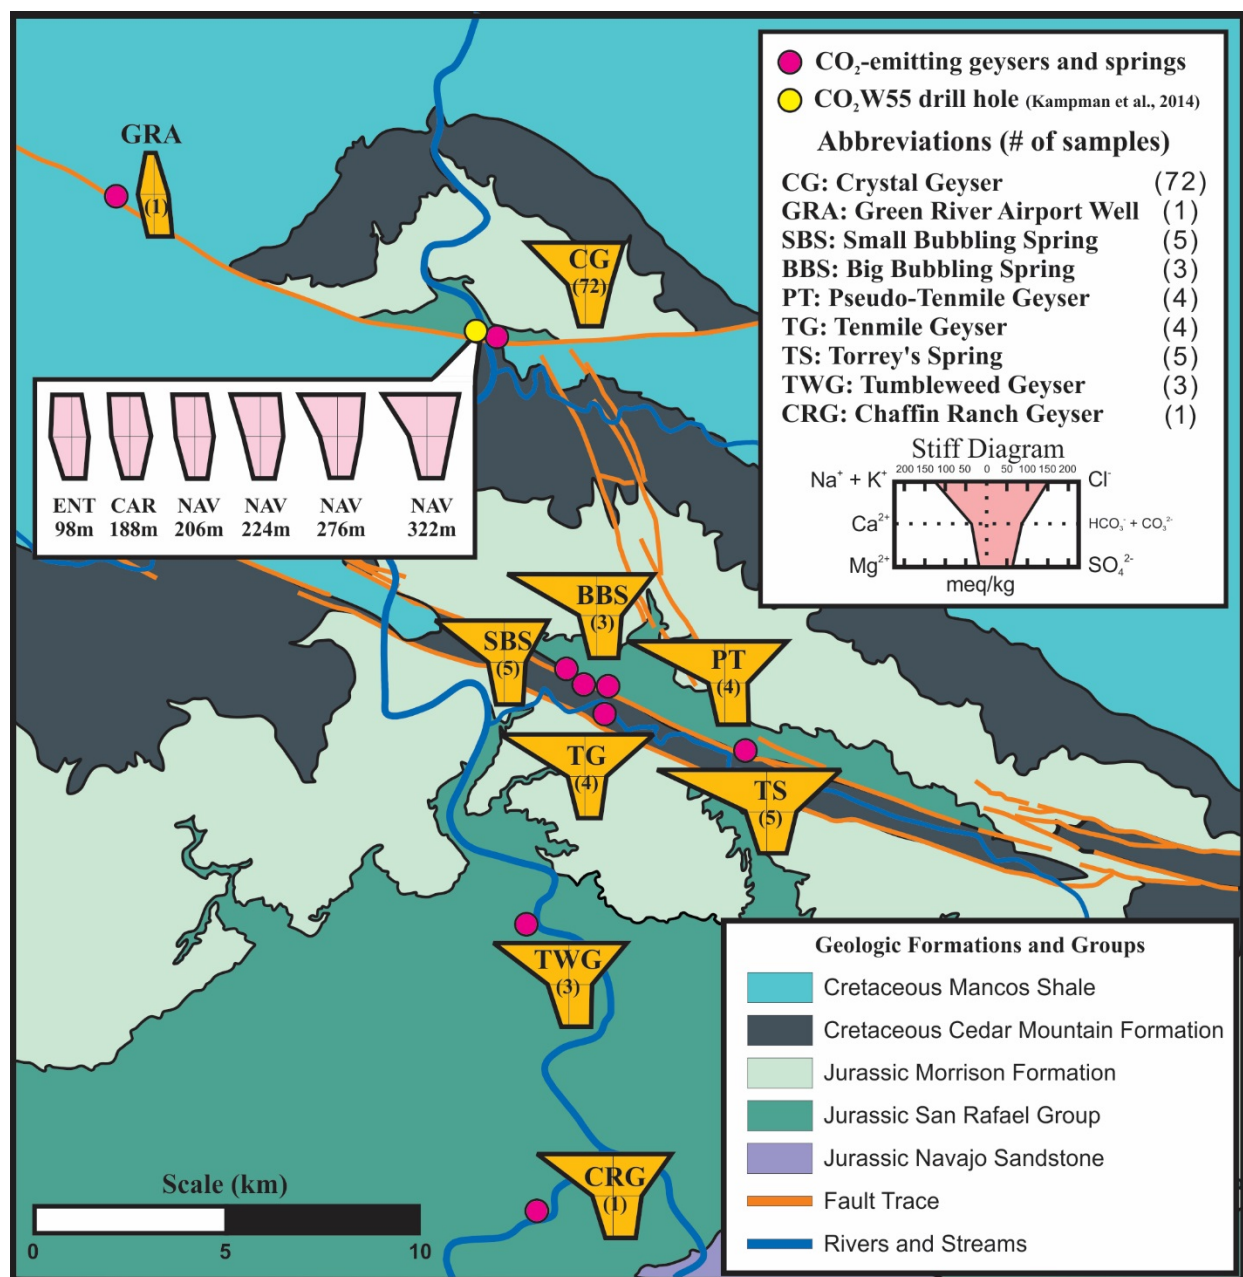 CO₂-emitting geysers and springs
CO₂W55 drill hole (Kampman et al., 2014)
Abbreviations (# of samples)
CG: Crystal Geyser (72)
GRA: Green River Airport Well (1)
SBS: Small Bubbling Spring (5)
BBS: Big Bubbling Spring (3)
PT: Pseudo-Tenmile Geyser (4)
TG: Tenmile Geyser (4)
TS: Torrey's Spring (5)
TWG: Tumbleweed Geyser (3)
CRG: Chaffin Ranch Geyser (1)
Stiff Diagram
Na⁺ + K⁺ 200 150 100 50 0 50 100 150 200 Cl⁻
Ca²⁺ HCO₃⁻ + CO₃²⁻
Mg²⁺ SO₄²⁻
meq/kg
GRA
(1)
CG
(72)
ENT CAR NAV NAV NAV NAV
98m 188m 206m 224m 276m 322m
BBS
(3)
SBS
(5)
PT
(4)
TG
(4)
TS
(5)
TWG
(3)
CRG
(1)
Scale (km)
0 5 10
Geologic Formations and Groups
Cretaceous Mancos Shale
Cretaceous Cedar Mountain Formation
Jurassic Morrison Formation
Jurassic San Rafael Group
Jurassic Navajo Sandstone
Fault Trace
Rivers and Streams